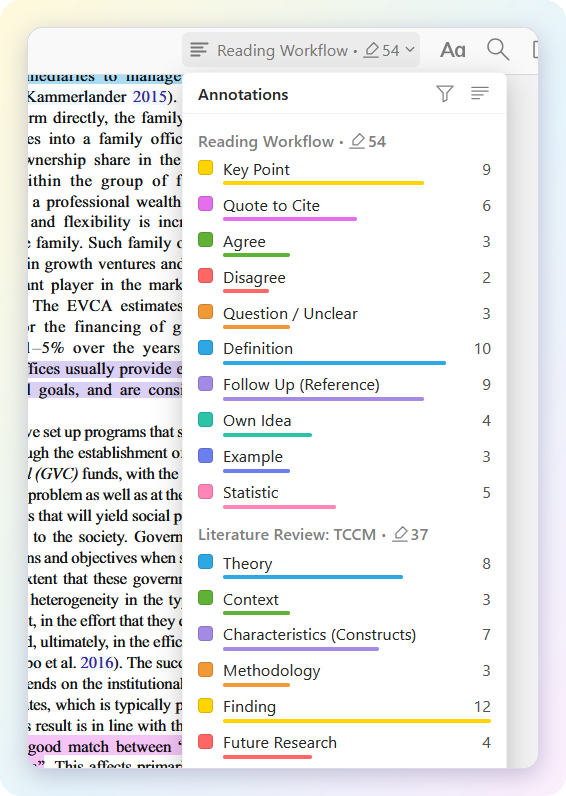 Reading Workflow • 54
Aa
Annotations
Reading Workflow • 54
Key Point 9
Quote to Cite 6
Agree 3
Disagree 2
Question / Unclear 3
Definition 10
Follow Up (Reference) 9
Own Idea 4
Example 3
Statistic 5
Literature Review: TCCM • 37
Theory 8
Context 3
Characteristics (Constructs) 7
Methodology 3
Finding 12
Future Research 4
to manage
Kammerlander 2015).
directly, the family
es into a family offic
wnership share in the
ithin the group of f
a professional wealth
and flexibility is incr
family. Such family o
in growth ventures and
ant player in the mark
The EVCA estimates
or the financing of g
1–5% over the years
fices usually provide e
goals, and are consi
ve set up programs that s
ugh the establishment o
l (GVC) funds, with the
problem as well as at the
s that will yield social p
to the society. Govern
ns and objectives when s
xtent that these governm
heterogeneity in the ty
t, in the effort that they d
d, ultimately, in the effic
oo et al. 2016). The succ
ends on the institutional
tes, which is typically p
s result is in line with th
good match between “
This affects primar